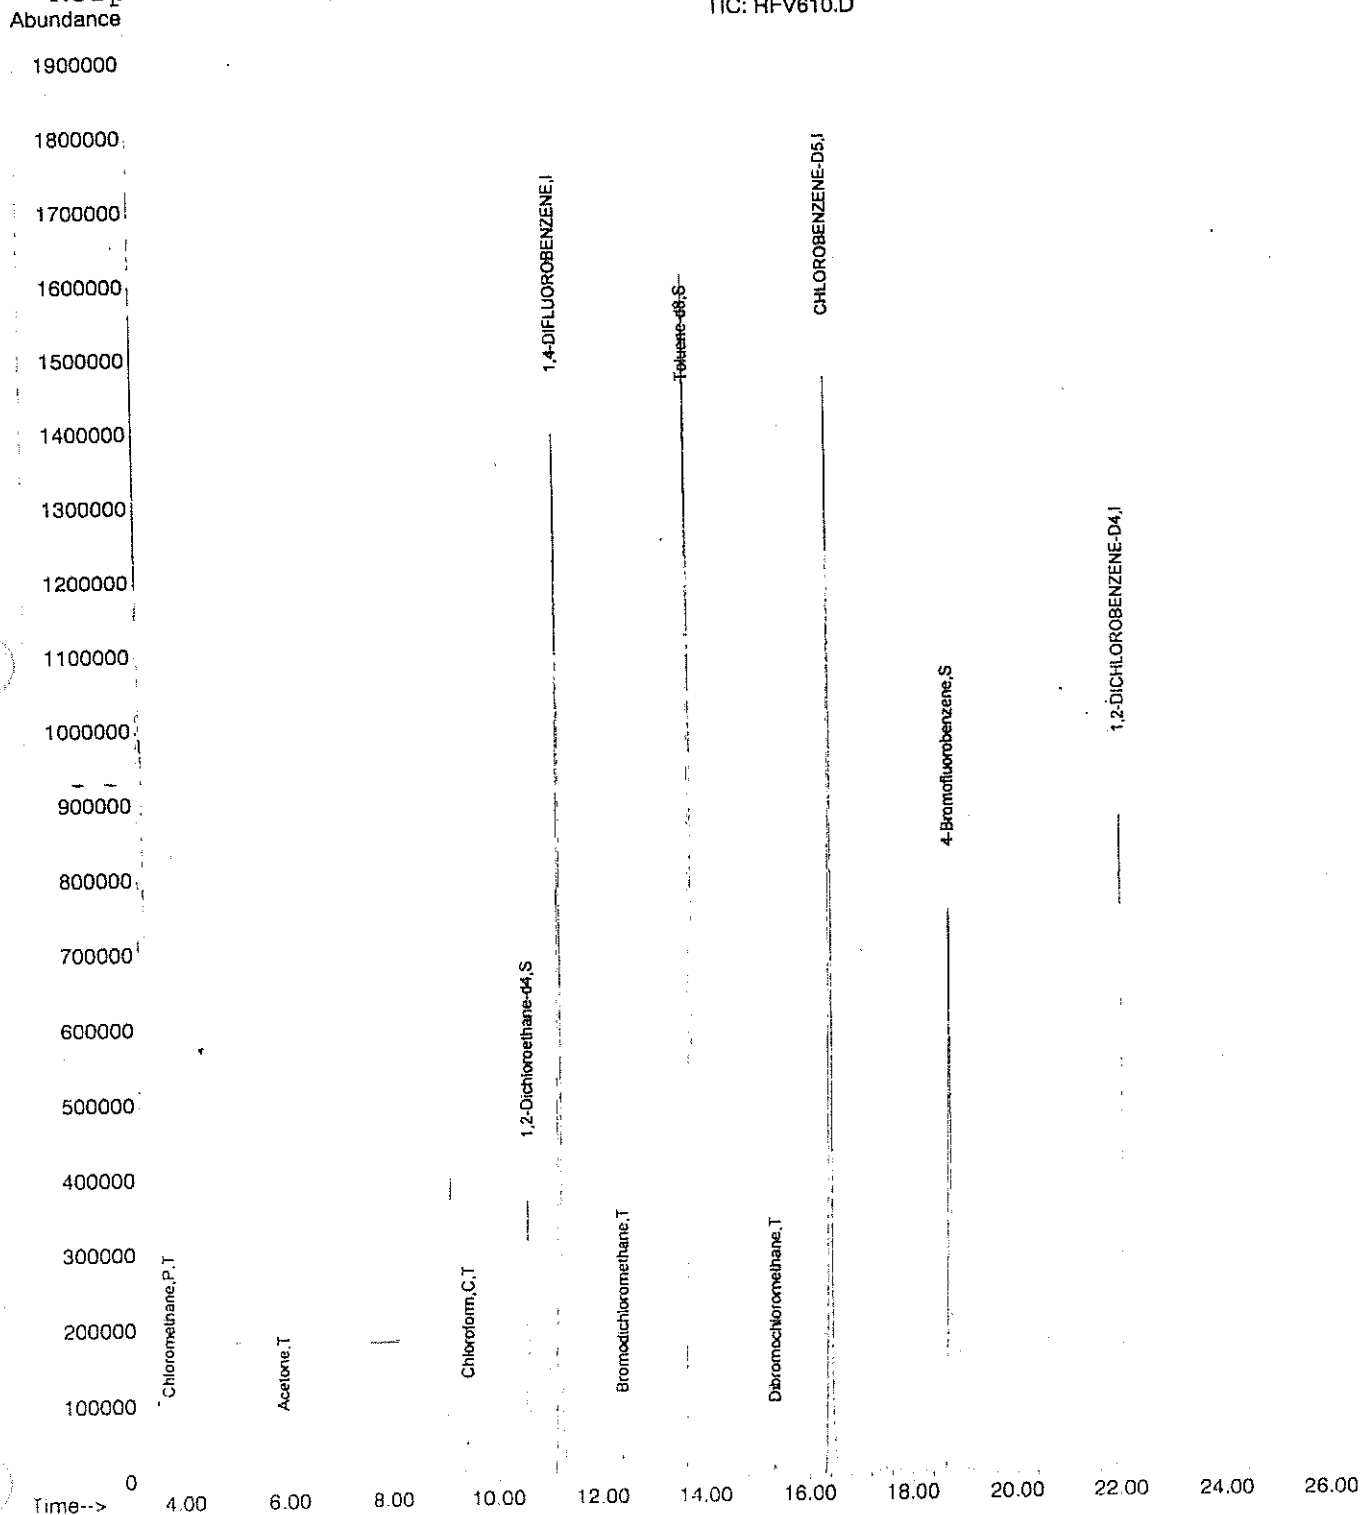 TIC: RFV610.D
Abundance
1900000
1800000
1700000
1600000
1500000
1400000
1300000
1200000
1100000
1000000
900000
800000
700000
600000
500000
400000
300000
200000
100000
0
Chloromethane,P,T
Acetone,T
Chloroform,C,T
1,2-Dichloroethane-d4,S
1,4-DIFLUOROBENZENE,I
Bromodichloromethane,T
Toluene-d8,S
Dibromochloromethane,T
CHLOROBENZENE-D5,I
4-Bromofluorobenzene,S
1,2-DICHLOROBENZENE-D4,I
Time--> 4.00 6.00 8.00 10.00 12.00 14.00 16.00 18.00 20.00 22.00 24.00 26.00